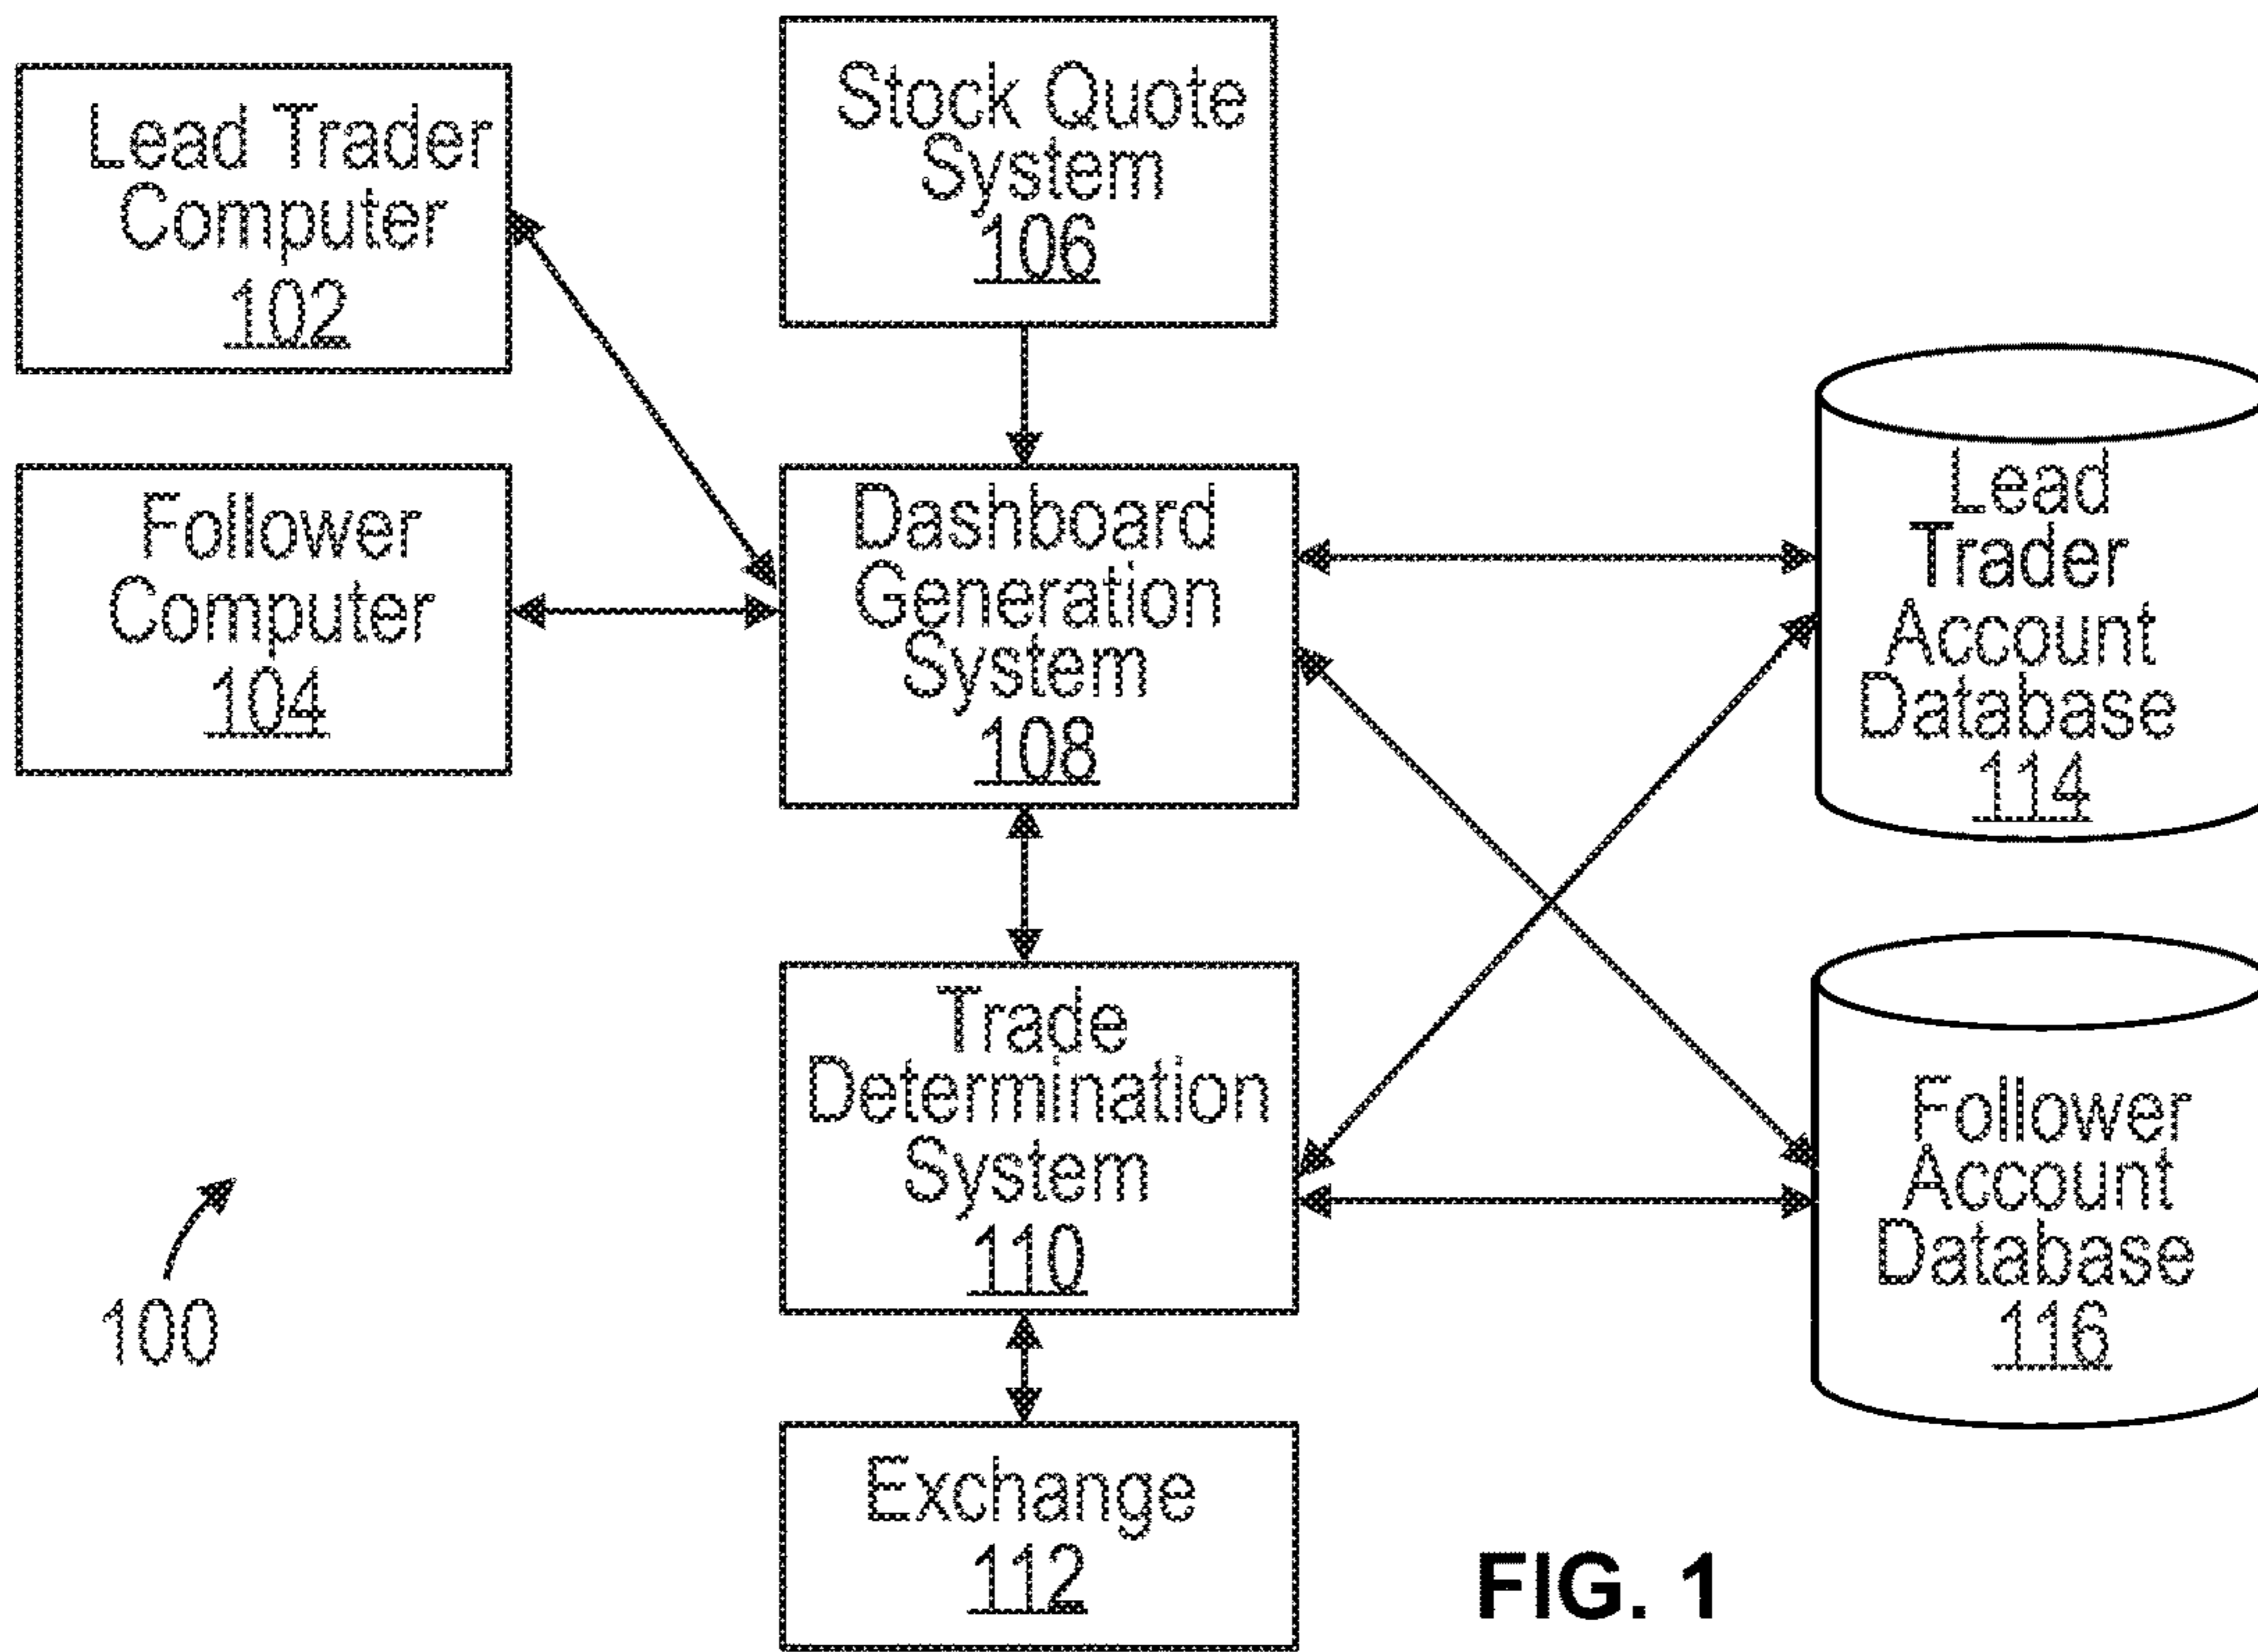 Lead Trader
Computer
102
Stock Quote
System
106
Follower
Computer
104
Dashboard
Generation
System
108
Lead
Trader
Account
Database
114
Trade
Determination
System
110
Follower
Account
Database
116
100
Exchange
112
FIG. 1